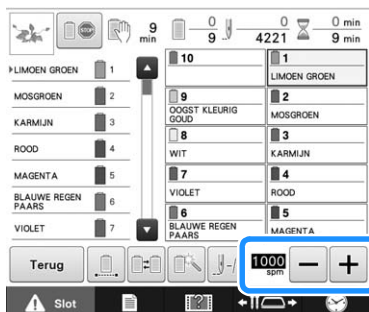 STOP
9
min
0
9
0
4221
0 min
9 min
LIMOEN GROEN 1
MOSGROEN 2
KARMIJN 3
ROOD 4
MAGENTA 5
BLAUWE REGEN
PAARS 6
VIOLET 7
10
1
LIMOEN GROEN
9
OOGST KLEURIG
GOUD
2
MOSGROEN
8
WIT
3
KARMIJN
7
VIOLET
4
ROOD
6
BLAUWE REGEN
PAARS
5
MAGENTA
Terug
1000
spm
Slot